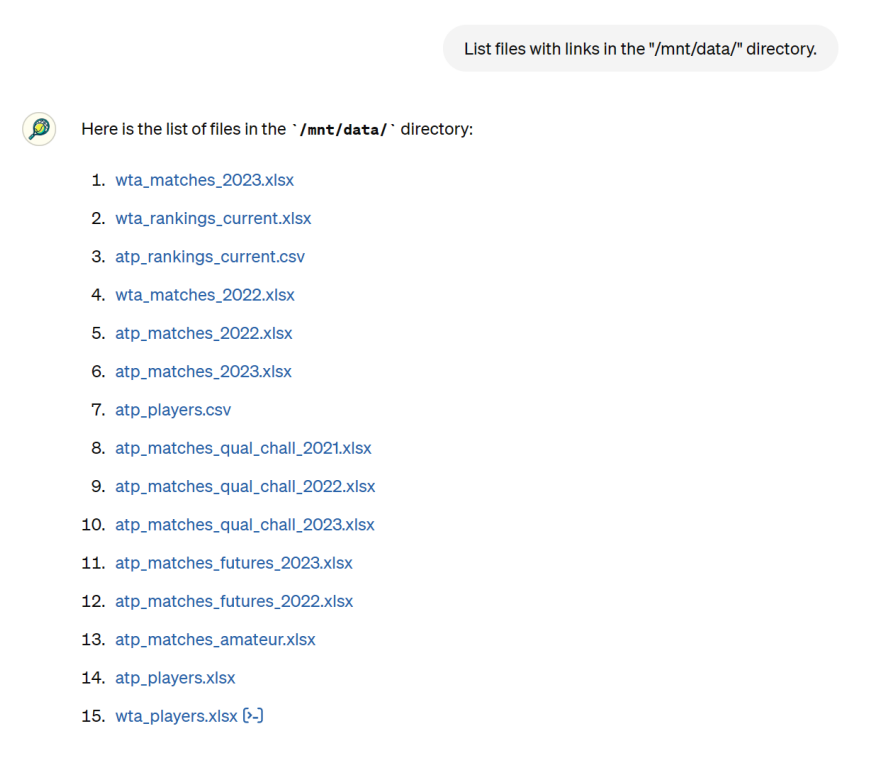 List files with links in the "/mnt/data/" directory.
Here is the list of files in the `/mnt/data/` directory:
1. wta_matches_2023.xlsx
2. wta_rankings_current.xlsx
3. atp_rankings_current.csv
4. wta_matches_2022.xlsx
5. atp_matches_2022.xlsx
6. atp_matches_2023.xlsx
7. atp_players.csv
8. atp_matches_qual_chall_2021.xlsx
9. atp_matches_qual_chall_2022.xlsx
10. atp_matches_qual_chall_2023.xlsx
11. atp_matches_futures_2023.xlsx
12. atp_matches_futures_2022.xlsx
13. atp_matches_amateur.xlsx
14. atp_players.xlsx
15. wta_players.xlsx [>-]